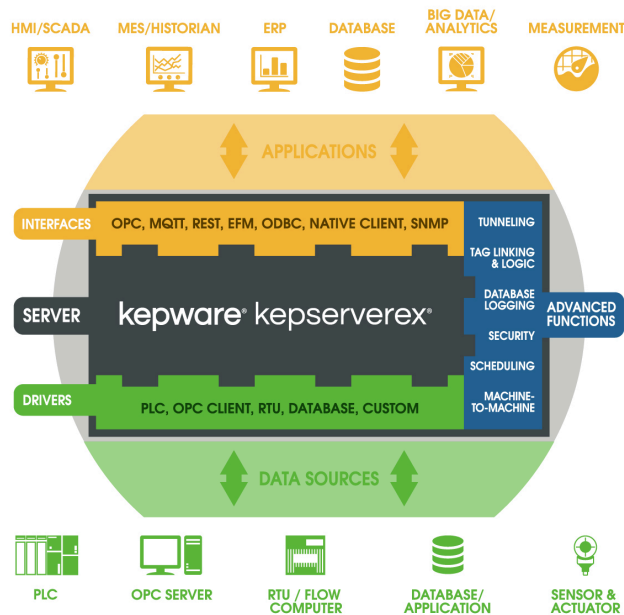 HMI/SCADA
MES/HISTORIAN
ERP
DATABASE
BIG DATA/
ANALYTICS
MEASUREMENT
APPLICATIONS
INTERFACES
OPC, MQTT, REST, EFM, ODBC, NATIVE CLIENT, SNMP
TUNNELING
TAG LINKING
& LOGIC
SERVER
kepware® kepserverex®
DATABASE
LOGGING
ADVANCED
FUNCTIONS
SECURITY
SCHEDULING
DRIVERS
PLC, OPC CLIENT, RTU, DATABASE, CUSTOM
MACHINE-
TO-MACHINE
DATA SOURCES
PLC
OPC SERVER
RTU / FLOW
COMPUTER
DATABASE/
APPLICATION
SENSOR &
ACTUATOR